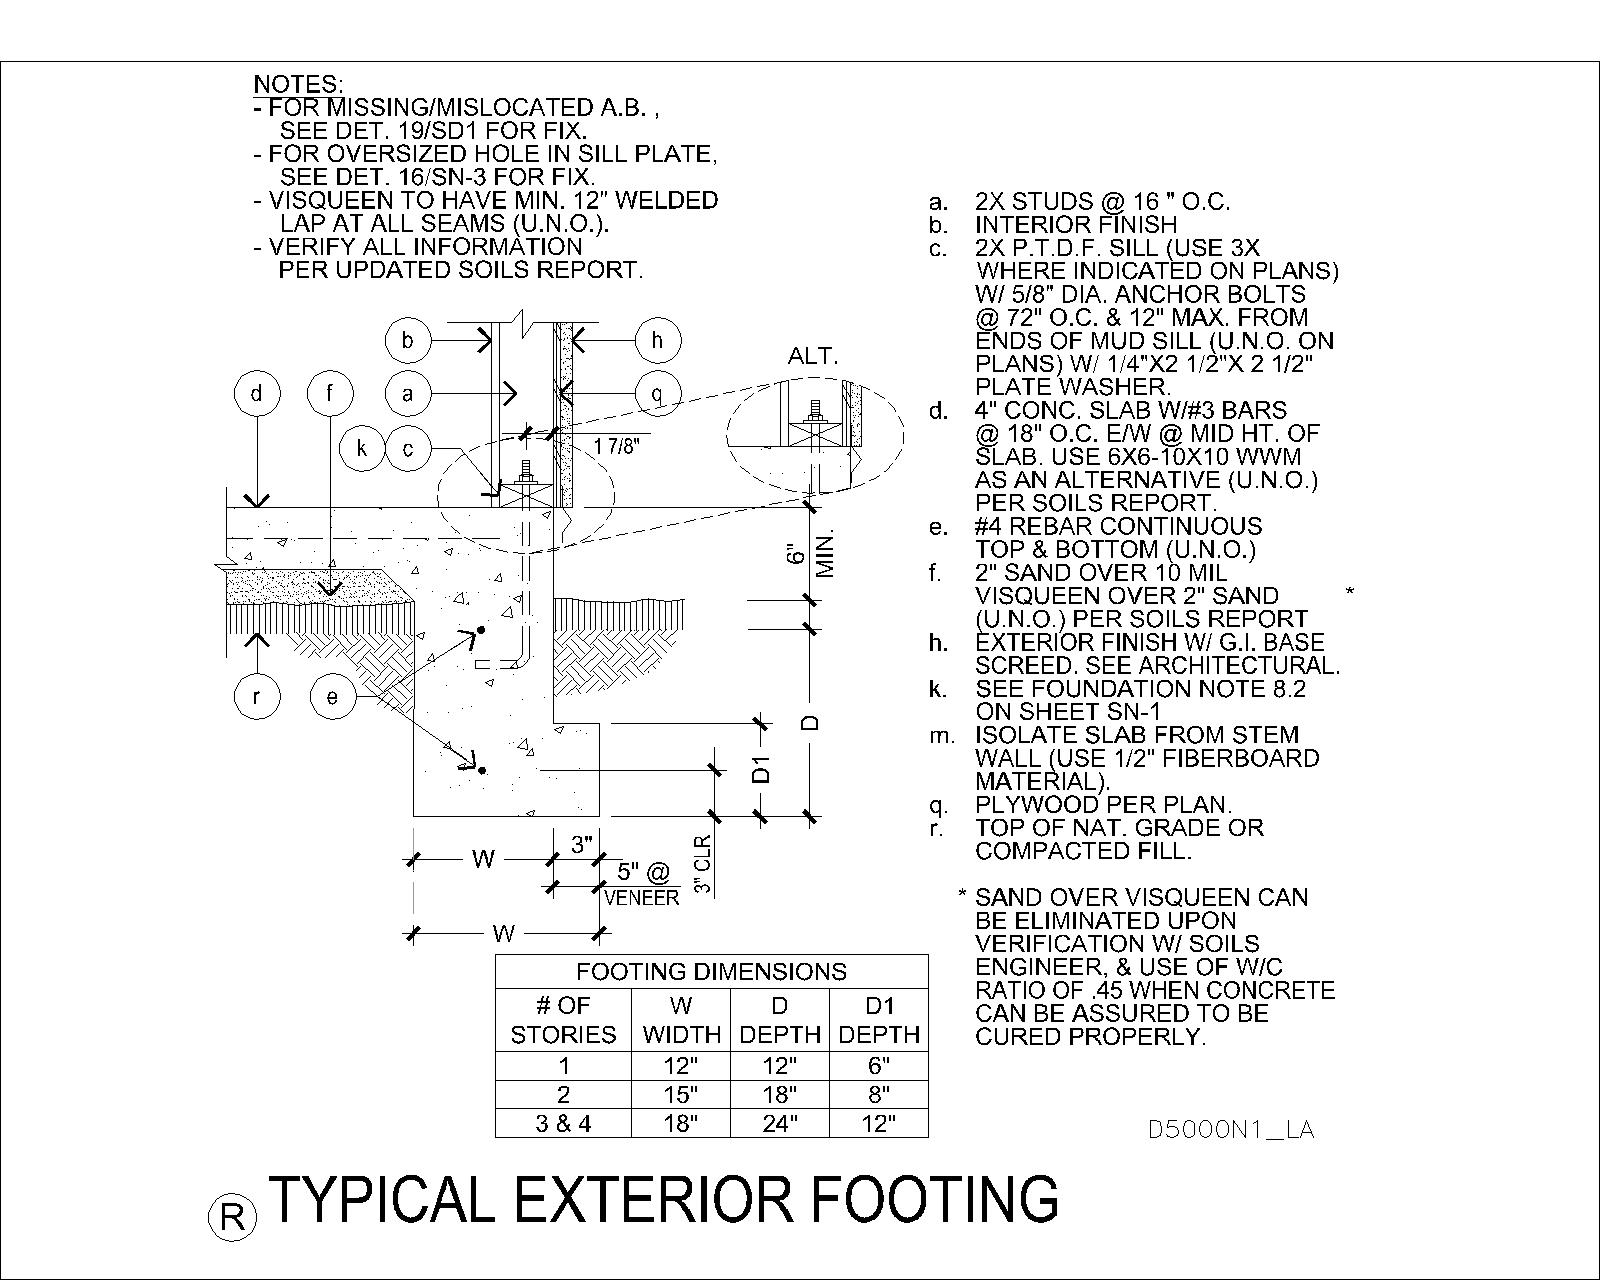 NOTES:
- FOR MISSING/MISLOCATED A.B. ,
SEE DET. 19/SD1 FOR FIX.
- FOR OVERSIZED HOLE IN SILL PLATE,
SEE DET. 16/SN-3 FOR FIX.
- VISQUEEN TO HAVE MIN. 12" WELDED
LAP AT ALL SEAMS (U.N.O.).
- VERIFY ALL INFORMATION
PER UPDATED SOILS REPORT.
b
h
ALT.
d
f
a
q
k
c
1 7/8"
6"
MIN.
r
e
D
D1
W
3"
5" @
VENEER
3" CLR
W
a. 2X STUDS @ 16 " O.C.
b. INTERIOR FINISH
c. 2X P.T.D.F. SILL (USE 3X
WHERE INDICATED ON PLANS)
W/ 5/8" DIA. ANCHOR BOLTS
@ 72" O.C. & 12" MAX. FROM
ENDS OF MUD SILL (U.N.O. ON
PLANS) W/ 1/4"X2 1/2"X 2 1/2"
PLATE WASHER.
d. 4" CONC. SLAB W/#3 BARS
@ 18" O.C. E/W @ MID HT. OF
SLAB. USE 6X6-10X10 WWM
AS AN ALTERNATIVE (U.N.O.)
PER SOILS REPORT.
e. #4 REBAR CONTINUOUS
TOP & BOTTOM (U.N.O.)
f. 2" SAND OVER 10 MIL
VISQUEEN OVER 2" SAND *
(U.N.O.) PER SOILS REPORT
h. EXTERIOR FINISH W/ G.I. BASE
SCREED. SEE ARCHITECTURAL.
k. SEE FOUNDATION NOTE 8.2
ON SHEET SN-1
m. ISOLATE SLAB FROM STEM
WALL (USE 1/2" FIBERBOARD
MATERIAL).
q. PLYWOOD PER PLAN.
r. TOP OF NAT. GRADE OR
COMPACTED FILL.
* SAND OVER VISQUEEN CAN
BE ELIMINATED UPON
VERIFICATION W/ SOILS
ENGINEER, & USE OF W/C
RATIO OF .45 WHEN CONCRETE
CAN BE ASSURED TO BE
CURED PROPERLY.
FOOTING DIMENSIONS
# OF W D D1
STORIES WIDTH DEPTH DEPTH
1 12" 12" 6"
2 15" 18" 8"
3 & 4 18" 24" 12"
D5000N1_LA
R TYPICAL EXTERIOR FOOTING